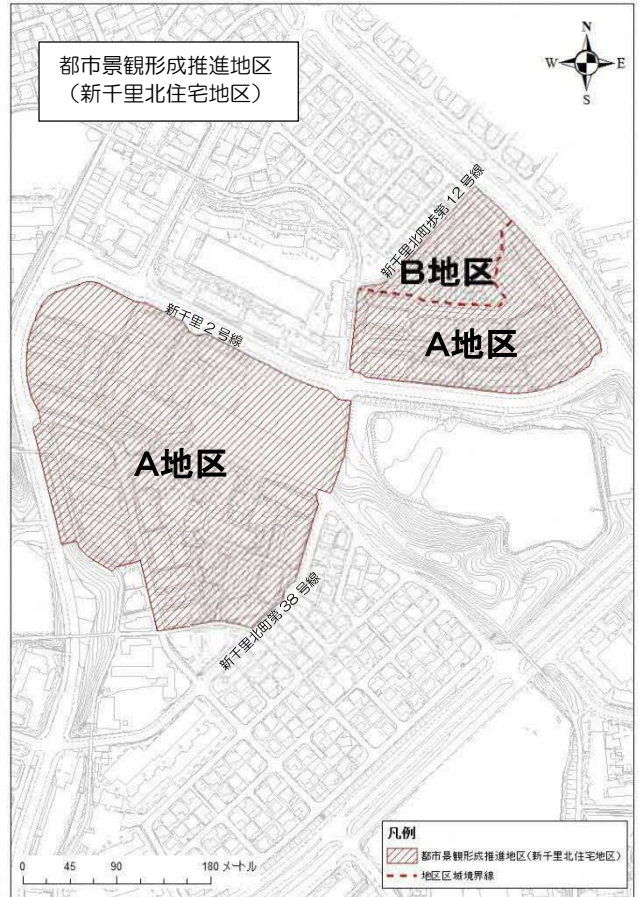 都市景観形成推進地区
（新千里北住宅地区）
N
W
E
S
新千里北町歩第12号線
B地区
新千里2号線
A地区
A地区
新千里北町第38号線
凡例
都市景観形成推進地区(新千里北住宅地区)
地区区域境界線
0 45 90 180 メートル